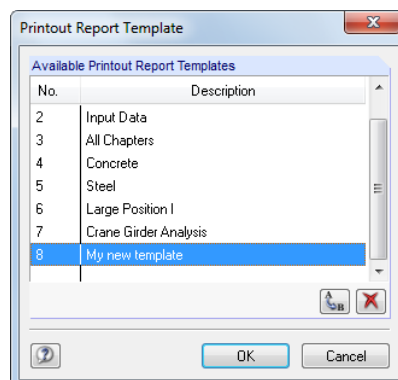 Printout Report Template
Available Printout Report Templates
No. Description
2 Input Data
3 All Chapters
4 Concrete
5 Steel
6 Large Position I
7 Crane Girder Analysis
8 My new template
A B
? OK Cancel